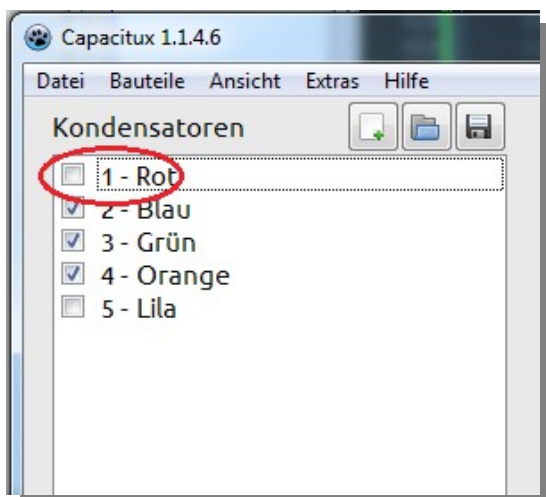 Capacitux 1.1.4.6
Datei Bauteile Ansicht Extras Hilfe
Kondensatoren
1 - Rot
2 - Blau
3 - Grün
4 - Orange
5 - Lila